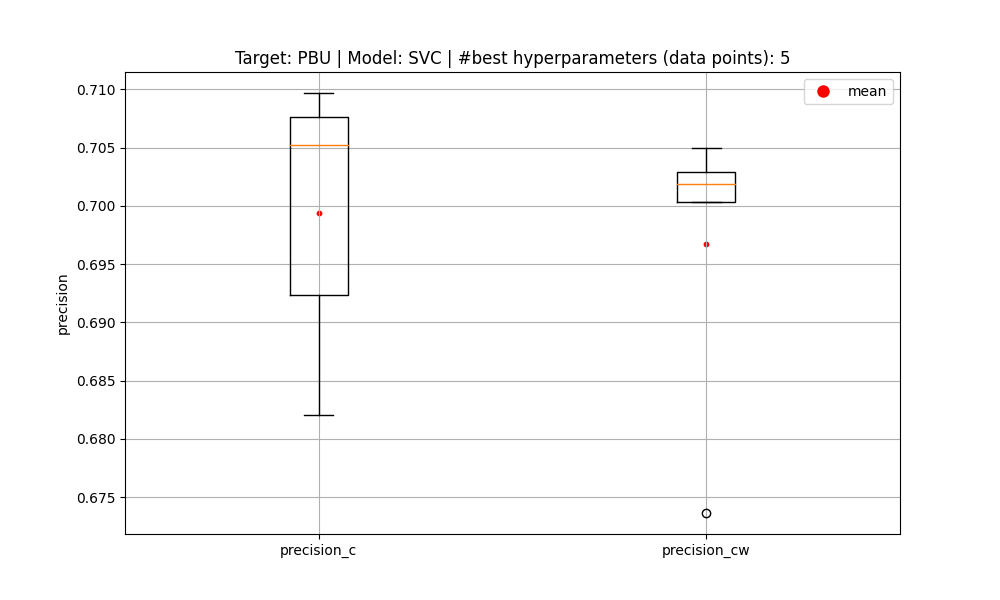 Target: PBU | Model: SVC | #best hyperparameters (data points): 5
mean
0.710
0.705
0.700
0.695
0.690
0.685
0.680
0.675
precision
precision_c
precision_cw